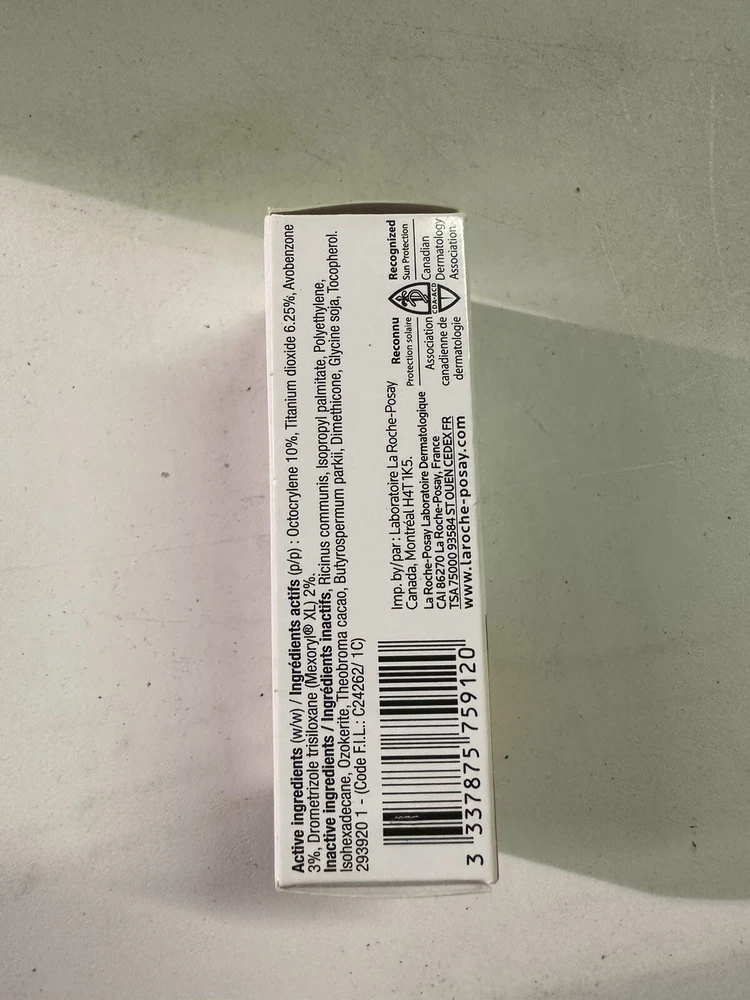 Active ingredients (w/w) / Ingrédients actifs (p/p) : Octocrylene 10%, Titanium dioxide 6.25%, Avobenzone
3%, Drometrizole trisiloxane (Mexoryl® XL) 2%.
Inactive ingredients / Ingrédients inactifs, Ricinus communis, Isopropyl palmitate, Polyethylene,
Isohexadecane, Ozokerite, Theobroma cacao, Butyrospermum parkii, Dimethicone, Glycine soja, Tocopherol.
293920 1 - (Code F.I.L.: C24262/ 1C)
3 337875 759120
Imp. by/par : Laboratoire La Roche-Posay
Canada, Montréal H4T 1K5.
La Roche-Posay Laboratoire Dermatologique
CAI 86270 La Roche-Posay, France
TSA 75000 93584 ST OUEN CEDEX FR
www.laroche-posay.com
Reconnu
Protection solaire
Association
canadienne de
dermatologie
CDA-ACD
Recognized
Sun Protection
Canadian
Dermatology
Association